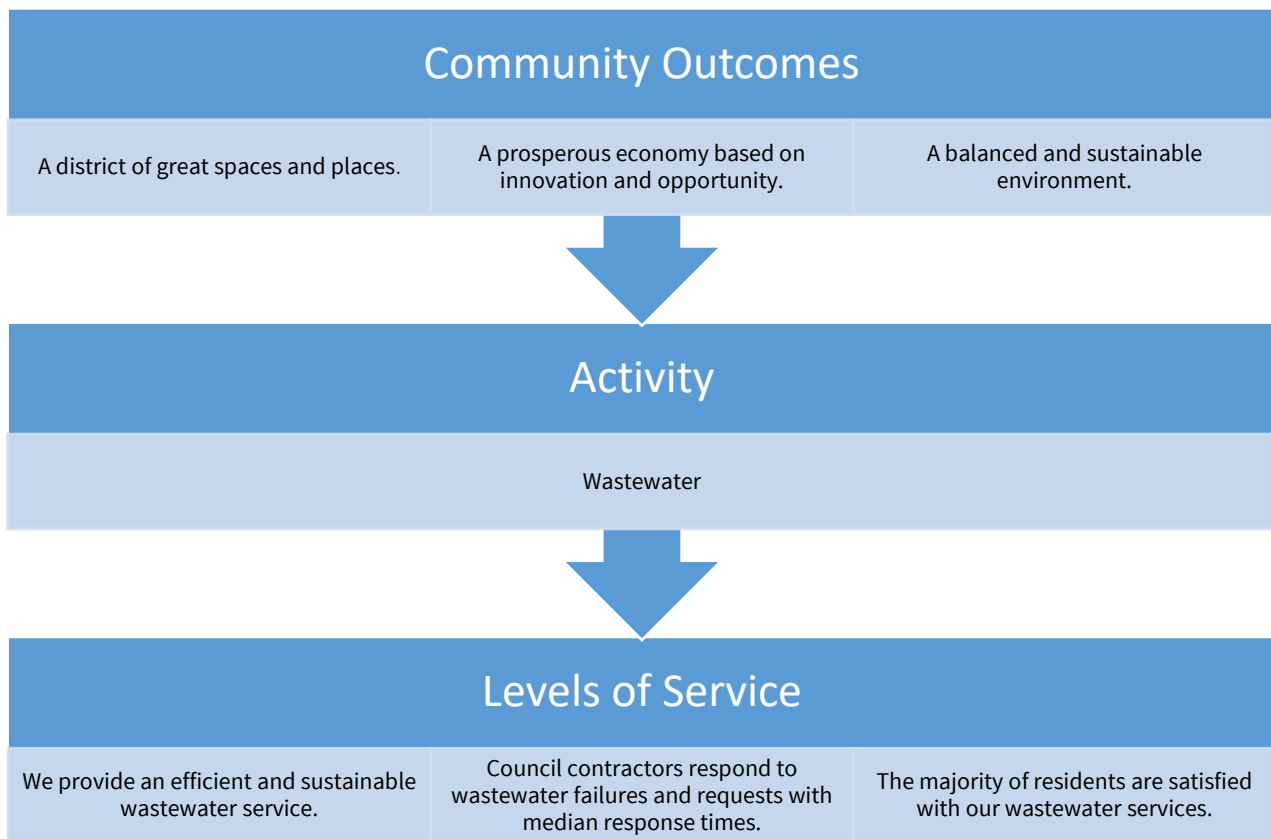 Community Outcomes
A district of great spaces and places.
A prosperous economy based on
innovation and opportunity.
A balanced and sustainable
environment.
Activity
Wastewater
Levels of Service
We provide an efficient and sustainable
wastewater service.
Council contractors respond to
wastewater failures and requests with
median response times.
The majority of residents are satisfied
with our wastewater services.